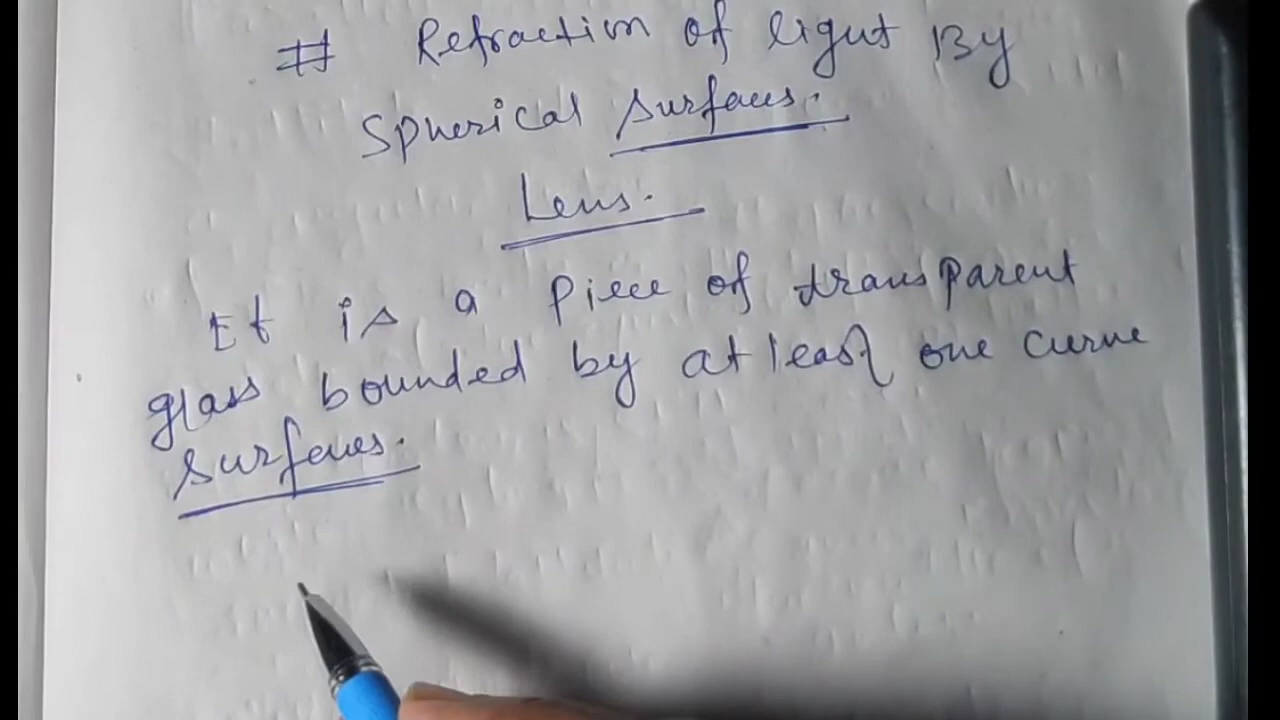 # Refraction of light By
Spherical surfaces.
Lens.
It is a piece of transparent
glass bounded by at least one curve
surfaces.